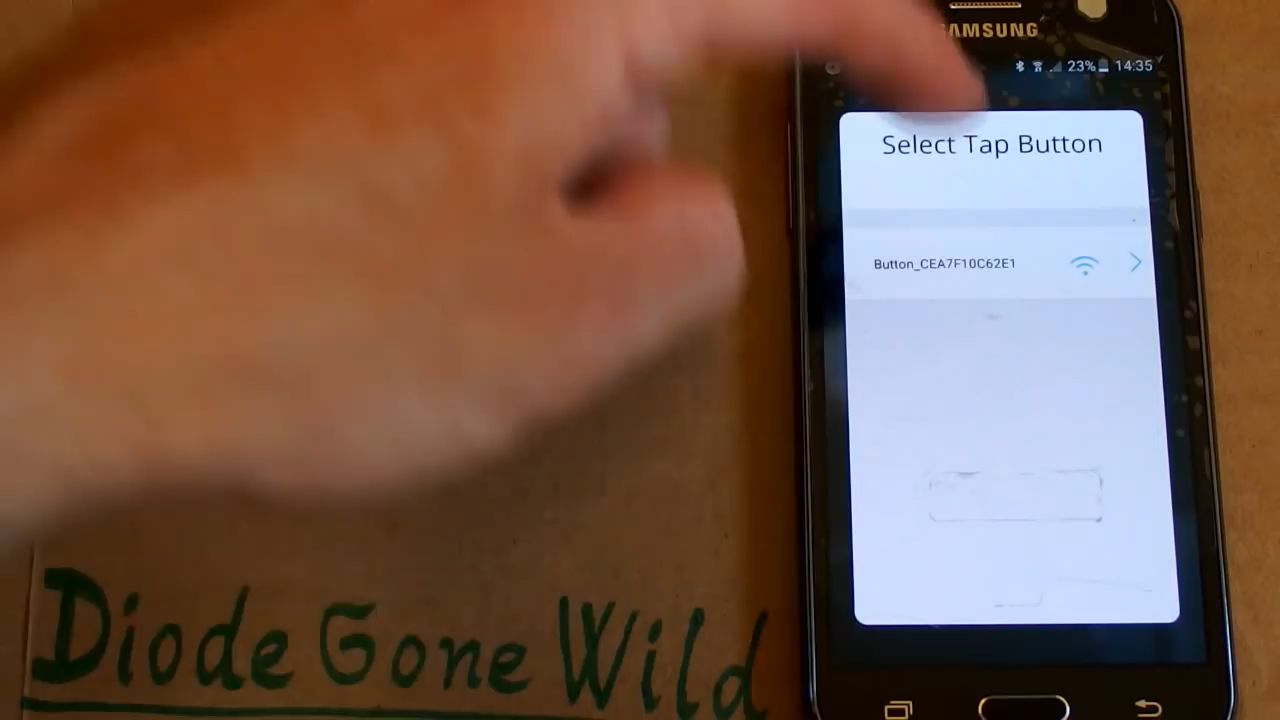 SAMSUNG
23% 14:35
Select Tap Button
Button_CEA7F10C62E1
Diode Gone Wild